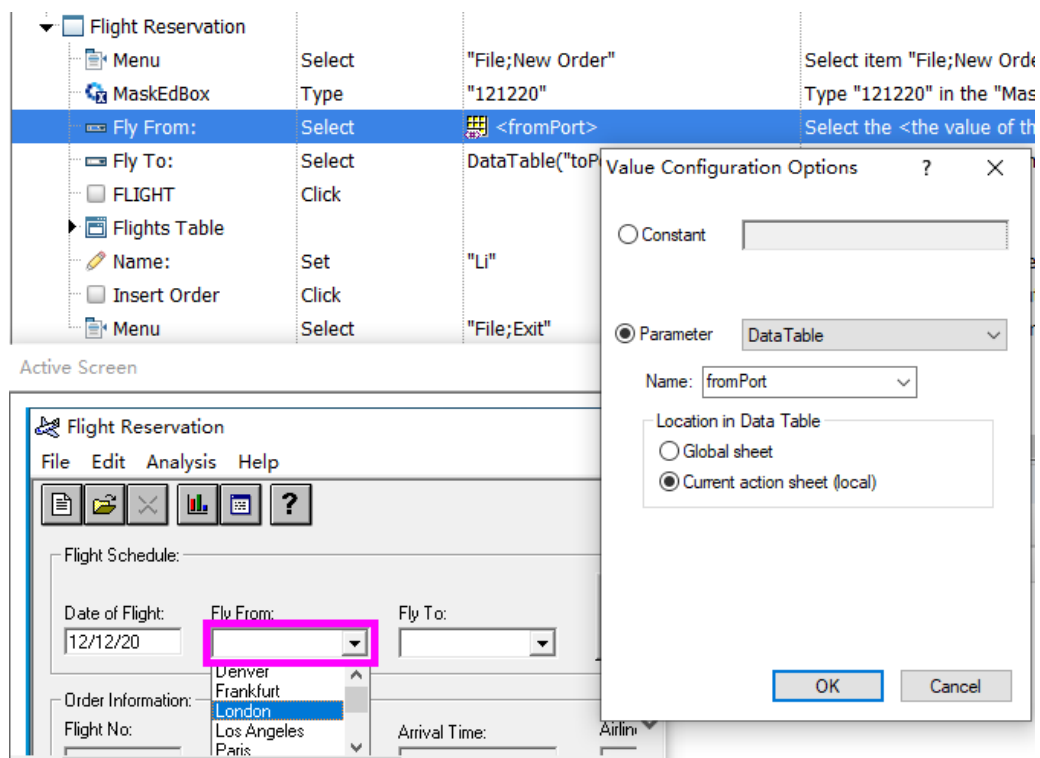 Flight Reservation
Menu Select "File;New Order" Select item "File;New Orde
MaskEdBox Type "121220" Type "121220" in the "Mas
Fly From: Select <fromPort> Select the <the value of th
Fly To: Select DataTable("toP
FLIGHT Click
Flights Table
Name: Set "Li"
Insert Order Click
Menu Select "File;Exit"
Value Configuration Options ? ×
Constant
Parameter DataTable
Name: fromPort
Location in Data Table
Global sheet
Current action sheet (local)
OK Cancel
Active Screen
Flight Reservation
File Edit Analysis Help
?
Flight Schedule:
Date of Flight: Fly From: Fly To:
12/12/20
Denver
Frankfurt
London
Los Angeles
Paris
Order Information:
Flight No: Arrival Time: Airlin